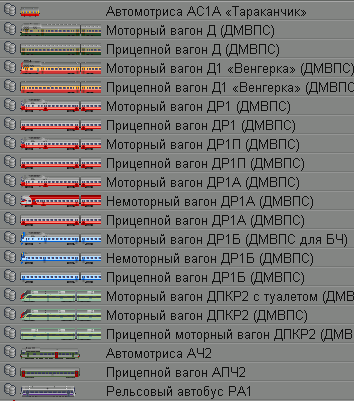 Автомотриса АС1А «Тараканчик»
Моторный вагон Д (ДМВПС)
Прицепной вагон Д (ДМВПС)
Моторный вагон Д1 «Венгерка» (ДМВПС)
Прицепной вагон Д1 «Венгерка» (ДМВПС
Моторный вагон ДР1 (ДМВПС)
Прицепной вагон ДР1 (ДМВПС)
Моторный вагон ДР1П (ДМВПС)
Прицепной вагон ДР1П (ДМВПС)
Моторный вагон ДР1А (ДМВПС)
Немоторный вагон ДР1А (ДМВПС)
Прицепной вагон ДР1А (ДМВПС)
Моторный вагон ДР1Б (ДМВПС для БЧ)
Немоторный вагон ДР1Б (ДМВПС)
Прицепной вагон ДР1Б (ДМВПС)
Моторный вагон ДПКР2 с туалетом (ДМВ
Моторный вагон ДПКР2 (ДМВПС)
Прицепной моторный вагон ДПКР2 (ДМВ
Автомотриса АЧ2
Прицепной вагон АПЧ2
Рельсовый автобус РА1